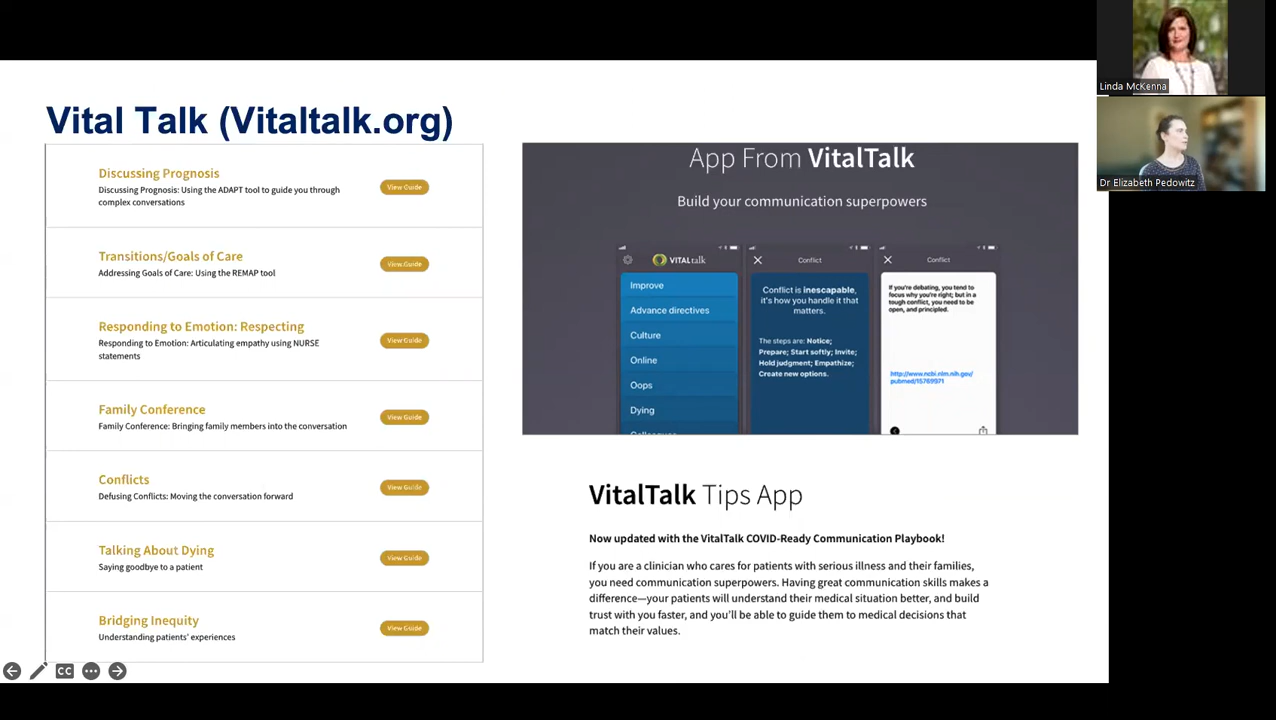 Vital Talk (Vitaltalk.org)
Discussing Prognosis
Discussing Prognosis: Using the ADAPT tool to guide you through
complex conversations
View Guide
Transitions/Goals of Care
Addressing Goals of Care: Using the REMAP tool
View Guide
Responding to Emotion: Respecting
Responding to Emotion: Articulating empathy using NURSE
statements
View Guide
Family Conference
Family Conference: Bringing family members into the conversation
View Guide
Conflicts
Defusing Conflicts: Moving the conversation forward
View Guide
Talking About Dying
Saying goodbye to a patient
View Guide
Bridging Inequity
Understanding patients' experiences
View Guide
App From VitalTalk
Build your communication superpowers
VITALtalk
Improve
Advance directives
Culture
Online
Oops
Dying
Conflict
Conflict is inescapable,
it's how you handle it that
matters.
The steps are: Notice;
Prepare; Start softly; Invite;
Hold judgment; Empathize;
Create new options.
Conflict
If you're debating, you tend to
focus why you're right; but in a
tough conflict, you need to be
open, and principled.
http://www.ncbi.nlm.nih.gov/
pubmed/15769971
VitalTalk Tips App
Now updated with the VitalTalk COVID-Ready Communication Playbook!
If you are a clinician who cares for patients with serious illness and their families,
you need communication superpowers. Having great communication skills makes a
difference—your patients will understand their medical situation better, and build
trust with you faster, and you'll be able to guide them to medical decisions that
match their values.
Linda McKenna
Dr Elizabeth Pedowitz
CC